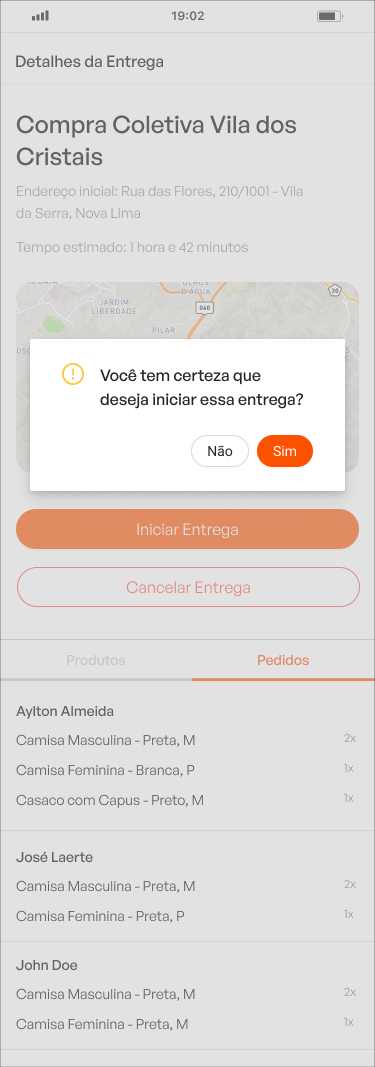 19:02
Detalhes da Entrega
Compra Coletiva Vila dos
Cristais
Endereço inicial: Rua das Flores, 210/1001 - Vila
da Serra, Nova Lima
Tempo estimado: 1 hora e 42 minutos
OLHOS
D'ÁGUA
30
JARDIM
LIBERDADE
040
PILAR
Você tem certeza que
deseja iniciar essa entrega?
Não
Sim
Iniciar Entrega
Cancelar Entrega
Produtos
Pedidos
Aylton Almeida
Camisa Masculina - Preta, M 2x
Camisa Feminina - Branca, P 1x
Casaco com Capus - Preto, M 1x
José Laerte
Camisa Masculina - Preta, M 2x
Camisa Feminina - Preta, P 1x
John Doe
Camisa Masculina - Preta, M 2x
Camisa Feminina - Preta, M 1x